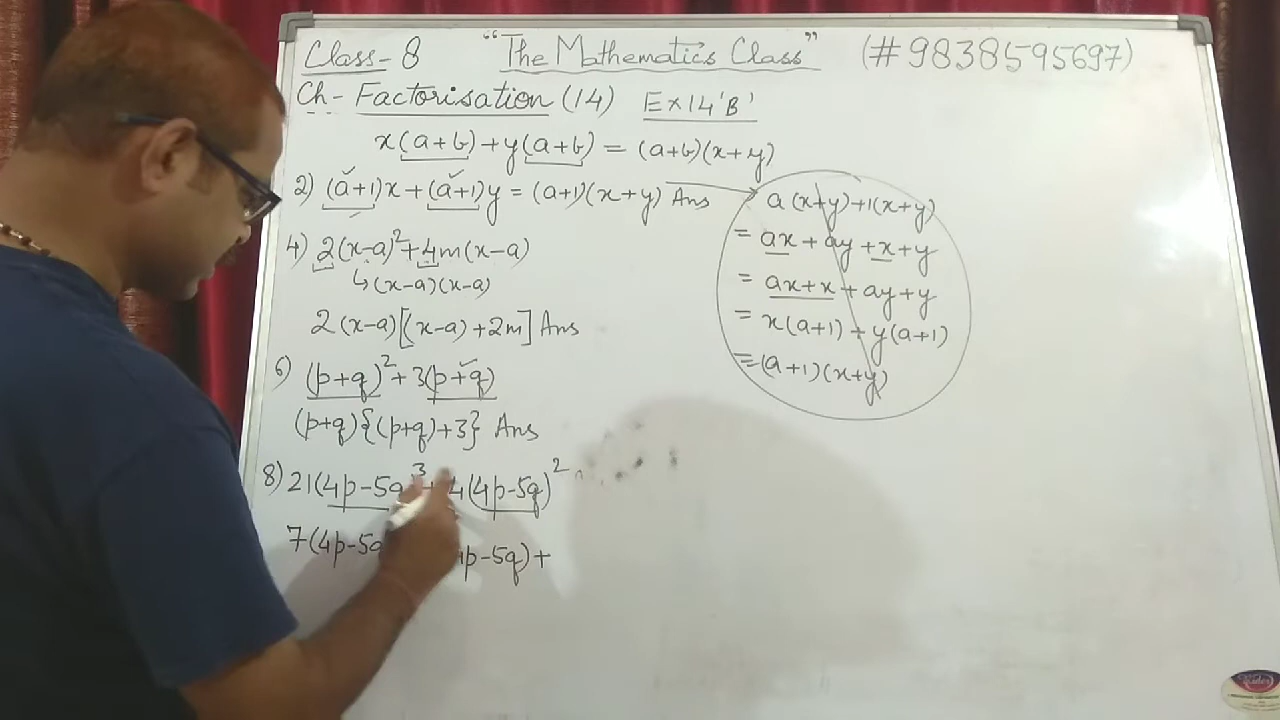 Class-8 "The Mathematics Class" (#9838595697)
Ch- Factorisation (14) Ex 14 'B'
x(a+b)+y(a+b) = (a+b)(x+y)
2) (a+1)x+(a+1)y = (a+1)(x+y) Ans
4) 2(x-a)²+4m(x-a)
↳(x-a)(x-a)
2(x-a)[(x-a)+2m] Ans
6) (p+q)²+3(p+q)
(p+q){(p+q)+3} Ans
8) 21(4p-5q 3 4(4p-5q)²
7(4p-5q p-5q)+
a(x+y)+1(x+y)
= ax+ay+x+y
= ax+x+ay+y
= x(a+1)+y(a+1)
=(a+1)(x+y)